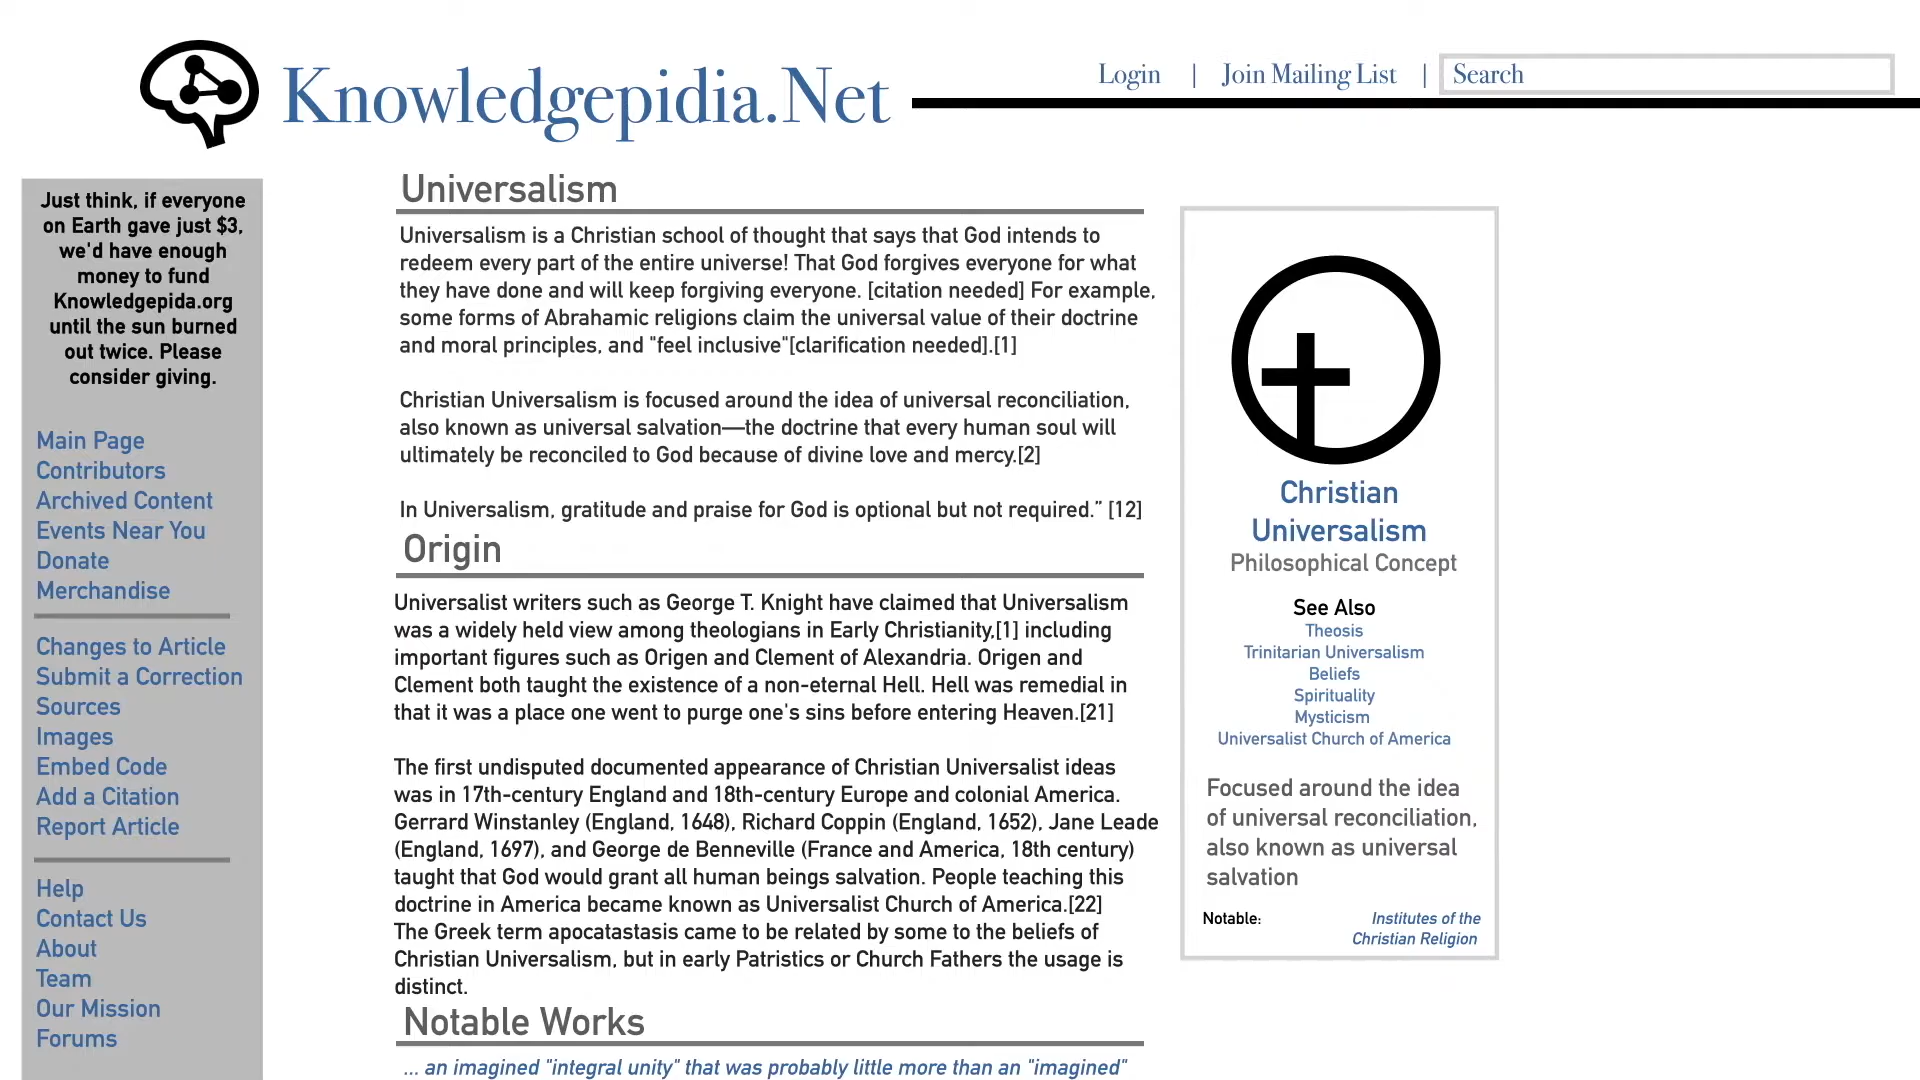 Knowledgepidia.Net
Login | Join Mailing List | Search
Just think, if everyone
on Earth gave just $3,
we'd have enough
money to fund
Knowledgepida.org
until the sun burned
out twice. Please
consider giving.
Main Page
Contributors
Archived Content
Events Near You
Donate
Merchandise
Changes to Article
Submit a Correction
Sources
Images
Embed Code
Add a Citation
Report Article
Help
Contact Us
About
Team
Our Mission
Forums
Universalism
Universalism is a Christian school of thought that says that God intends to
redeem every part of the entire universe! That God forgives everyone for what
they have done and will keep forgiving everyone. [citation needed] For example,
some forms of Abrahamic religions claim the universal value of their doctrine
and moral principles, and "feel inclusive"[clarification needed].[1]
Christian Universalism is focused around the idea of universal reconciliation,
also known as universal salvation—the doctrine that every human soul will
ultimately be reconciled to God because of divine love and mercy.[2]
In Universalism, gratitude and praise for God is optional but not required.” [12]
Origin
Universalist writers such as George T. Knight have claimed that Universalism
was a widely held view among theologians in Early Christianity,[1] including
important figures such as Origen and Clement of Alexandria. Origen and
Clement both taught the existence of a non-eternal Hell. Hell was remedial in
that it was a place one went to purge one's sins before entering Heaven.[21]
The first undisputed documented appearance of Christian Universalist ideas
was in 17th-century England and 18th-century Europe and colonial America.
Gerrard Winstanley (England, 1648), Richard Coppin (England, 1652), Jane Leade
(England, 1697), and George de Benneville (France and America, 18th century)
taught that God would grant all human beings salvation. People teaching this
doctrine in America became known as Universalist Church of America.[22]
The Greek term apocatastasis came to be related by some to the beliefs of
Christian Universalism, but in early Patristics or Church Fathers the usage is
distinct.
Notable Works
... an imagined "integral unity" that was probably little more than an "imagined"
Christian
Universalism
Philosophical Concept
See Also
Theosis
Trinitarian Universalism
Beliefs
Spirituality
Mysticism
Universalist Church of America
Focused around the idea
of universal reconciliation,
also known as universal
salvation
Notable: Institutes of the
Christian Religion